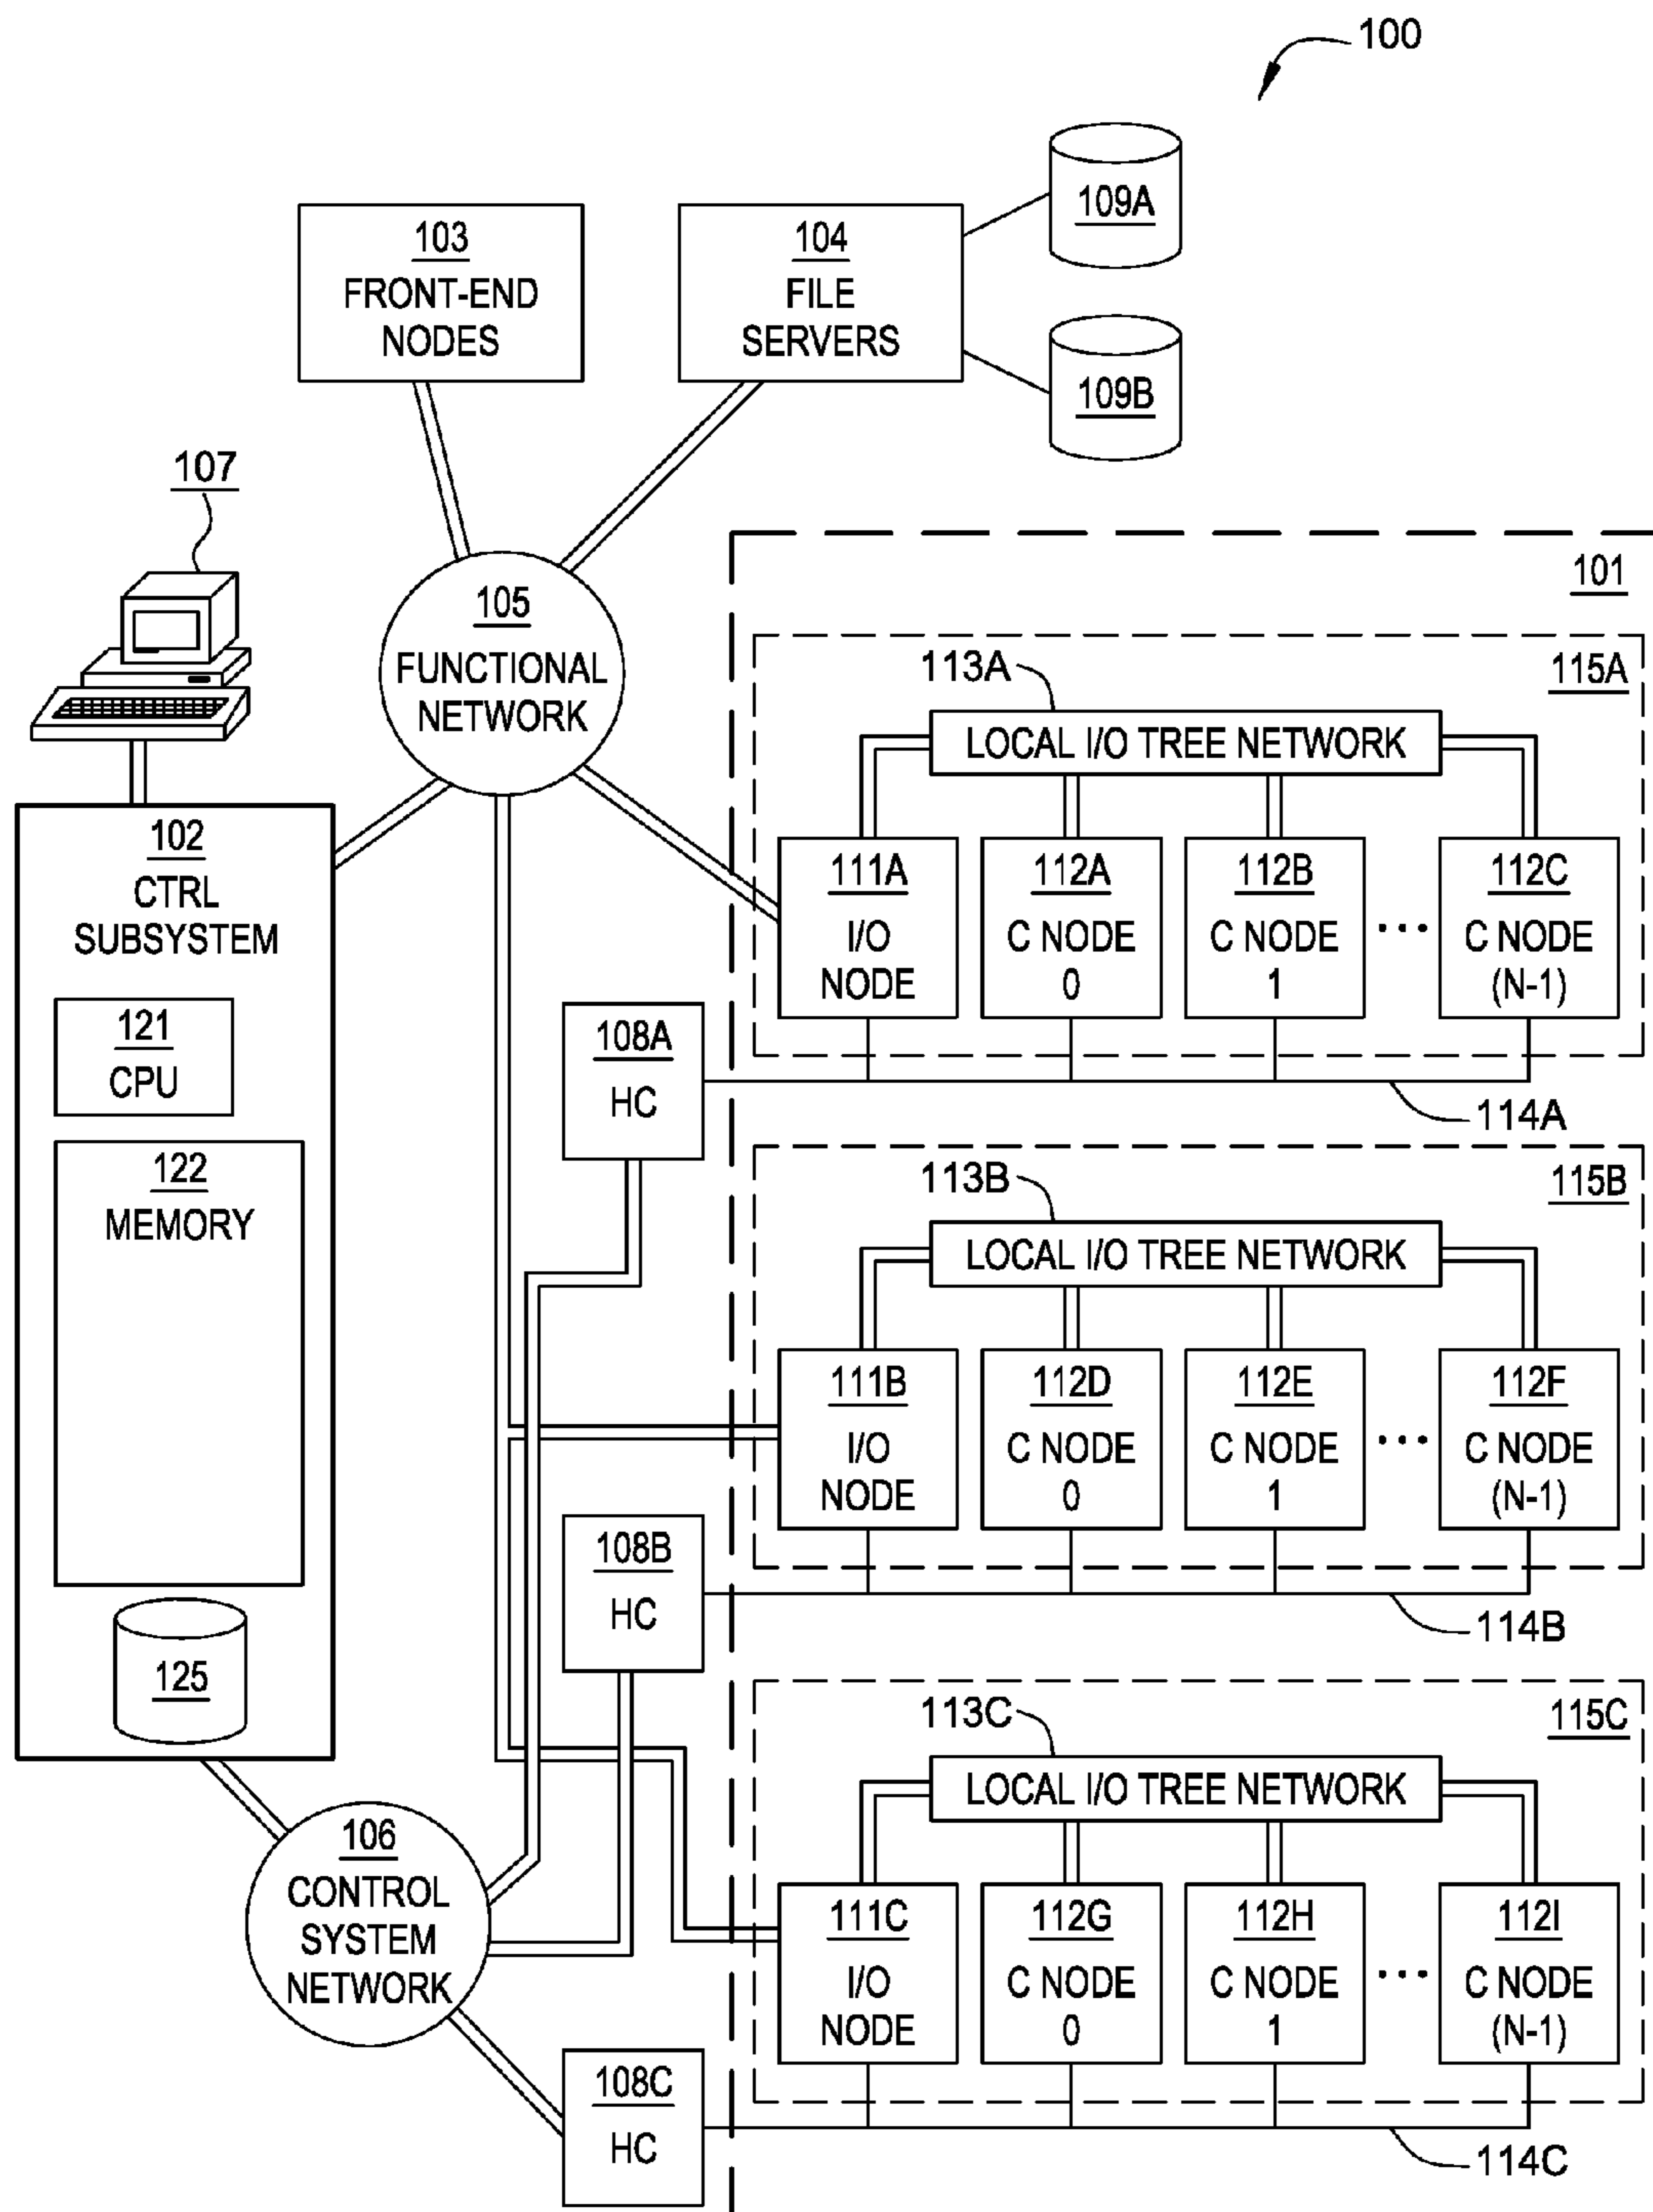 100
109A
103
FRONT-END
NODES
104
FILE
SERVERS
109B
107
105
FUNCTIONAL
NETWORK
101
115A
113A
LOCAL I/O TREE NETWORK
102
CTRL
SUBSYSTEM
111A
I/O
NODE
112A
C NODE
0
112B
C NODE
1
...
112C
C NODE
(N-1)
121
CPU
108A
HC
114A
122
MEMORY
113B
115B
LOCAL I/O TREE NETWORK
111B
I/O
NODE
112D
C NODE
0
112E
C NODE
1
...
112F
C NODE
(N-1)
108B
HC
114B
125
113C
115C
LOCAL I/O TREE NETWORK
106
CONTROL
SYSTEM
NETWORK
111C
I/O
NODE
112G
C NODE
0
112H
C NODE
1
...
112I
C NODE
(N-1)
108C
HC
114C